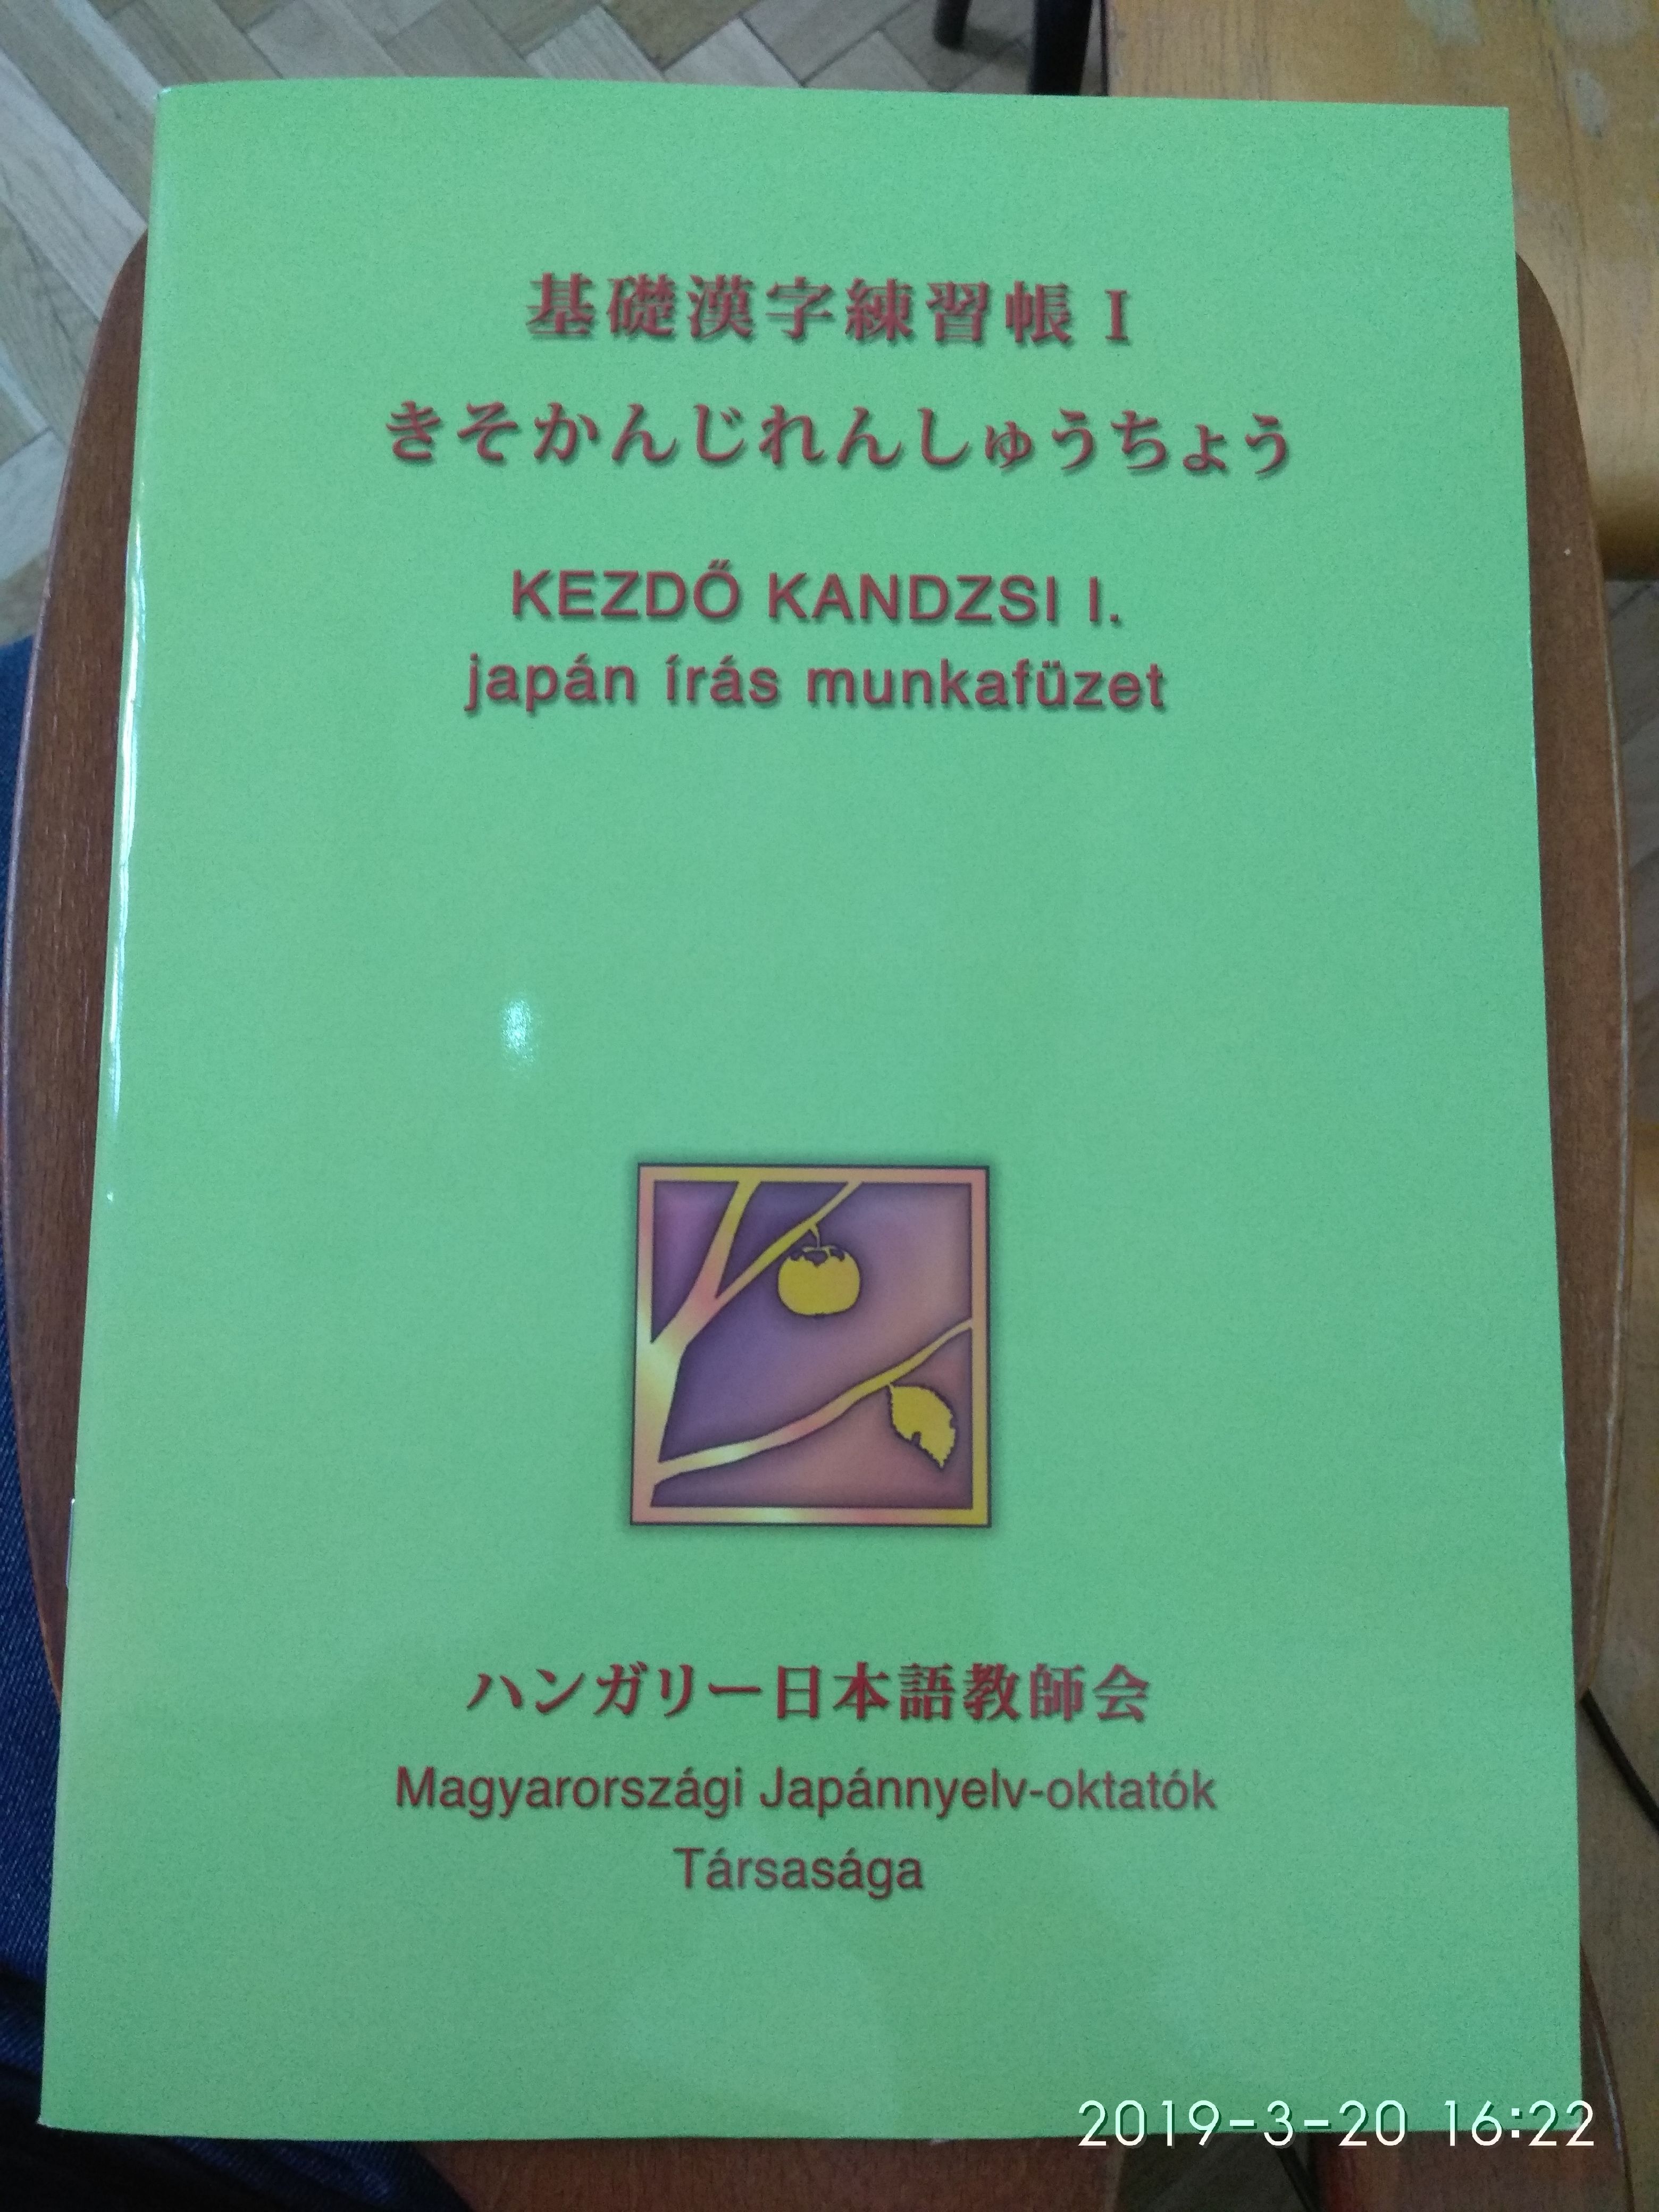 基礎漢字練習帳 I
きそかんじれんしゅうちょう
KEZDŐ KANDZSI I.
japán írás munkafüzet
ハンガリー日本語教師会
Magyarországi Japánnyelv-oktatók
Társasága
2019-3-20 16:22